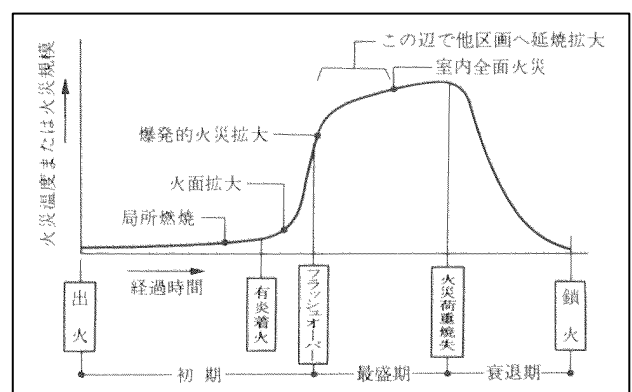 この辺で他区画へ延焼拡大
室内全面火災
爆発的火災拡大
火面拡大
局所燃焼
火災温度または火災規模
経過時間
出火
有炎着火
フラッシュオーバー
火災荷重焼失
鎖火
初期
最盛期
衰退期